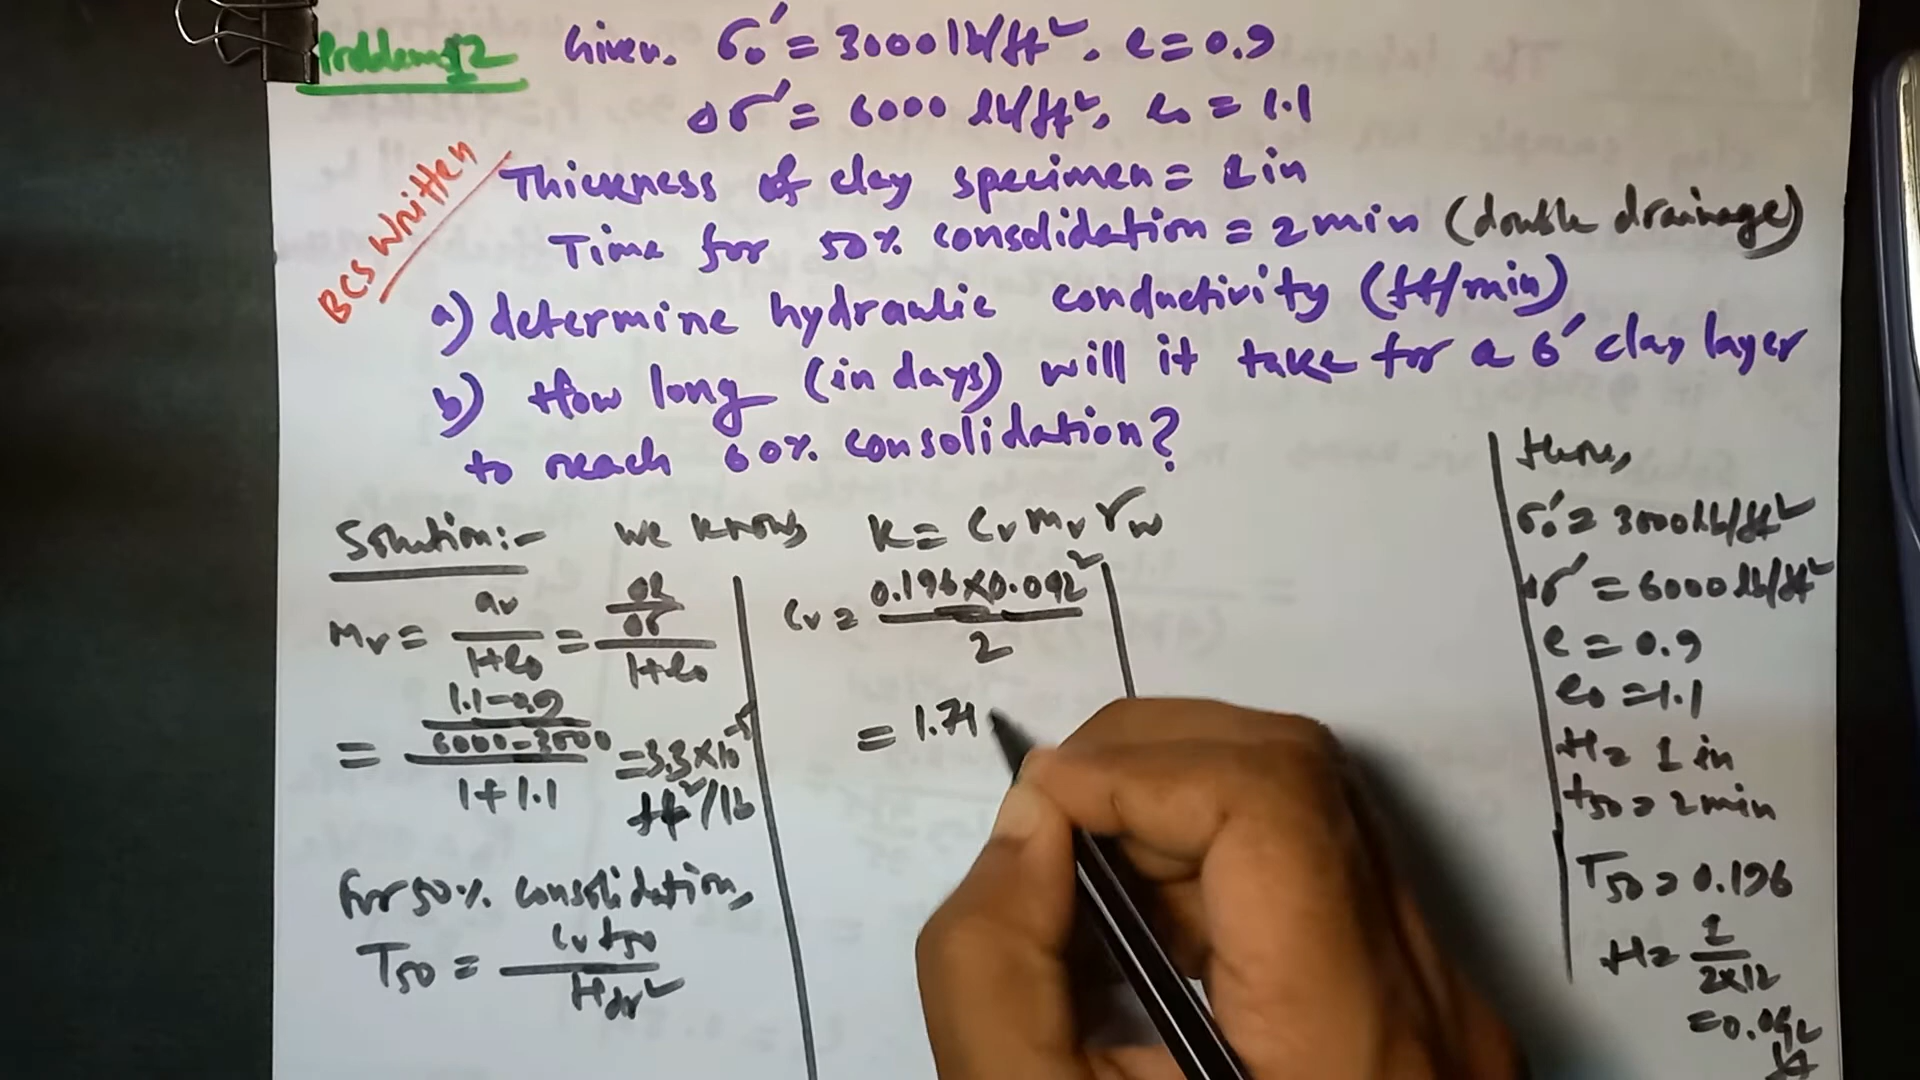 Problem 12 Given. σ₀' = 3000 lb/ft², e = 0.9
Δσ' = 6000 lb/ft², e₀ = 1.1
BCS Written
Thickness of clay specimen = 1 in
Time for 50% consolidation = 2 min (double drainage)
a) determine hydraulic conductivity (ft/min)
b) How long (in days) will it take for a 6' clay layer
to reach 60% consolidation?
Solution:- we know, K = Cv mv γw
mv = av / 1+e₀ = Δe/Δσ / 1+e₀
= 1.1-0.9 / 6000-3000 / 1+1.1 = 3.3×10⁻⁵
ft²/lb
For 50% consolidation,
T₅₀ = Cv t₅₀ / Hdr²
Cv = 0.196×0.042² / 2
= 1.71
Here,
σ₀' = 3000 lb/ft²
Δσ' = 6000 lb/ft²
e = 0.9
e₀ = 1.1
H = 1 in
t₅₀ = 2 min
T₅₀ = 0.196
H = 1 / 2×12
= 0.042
ft